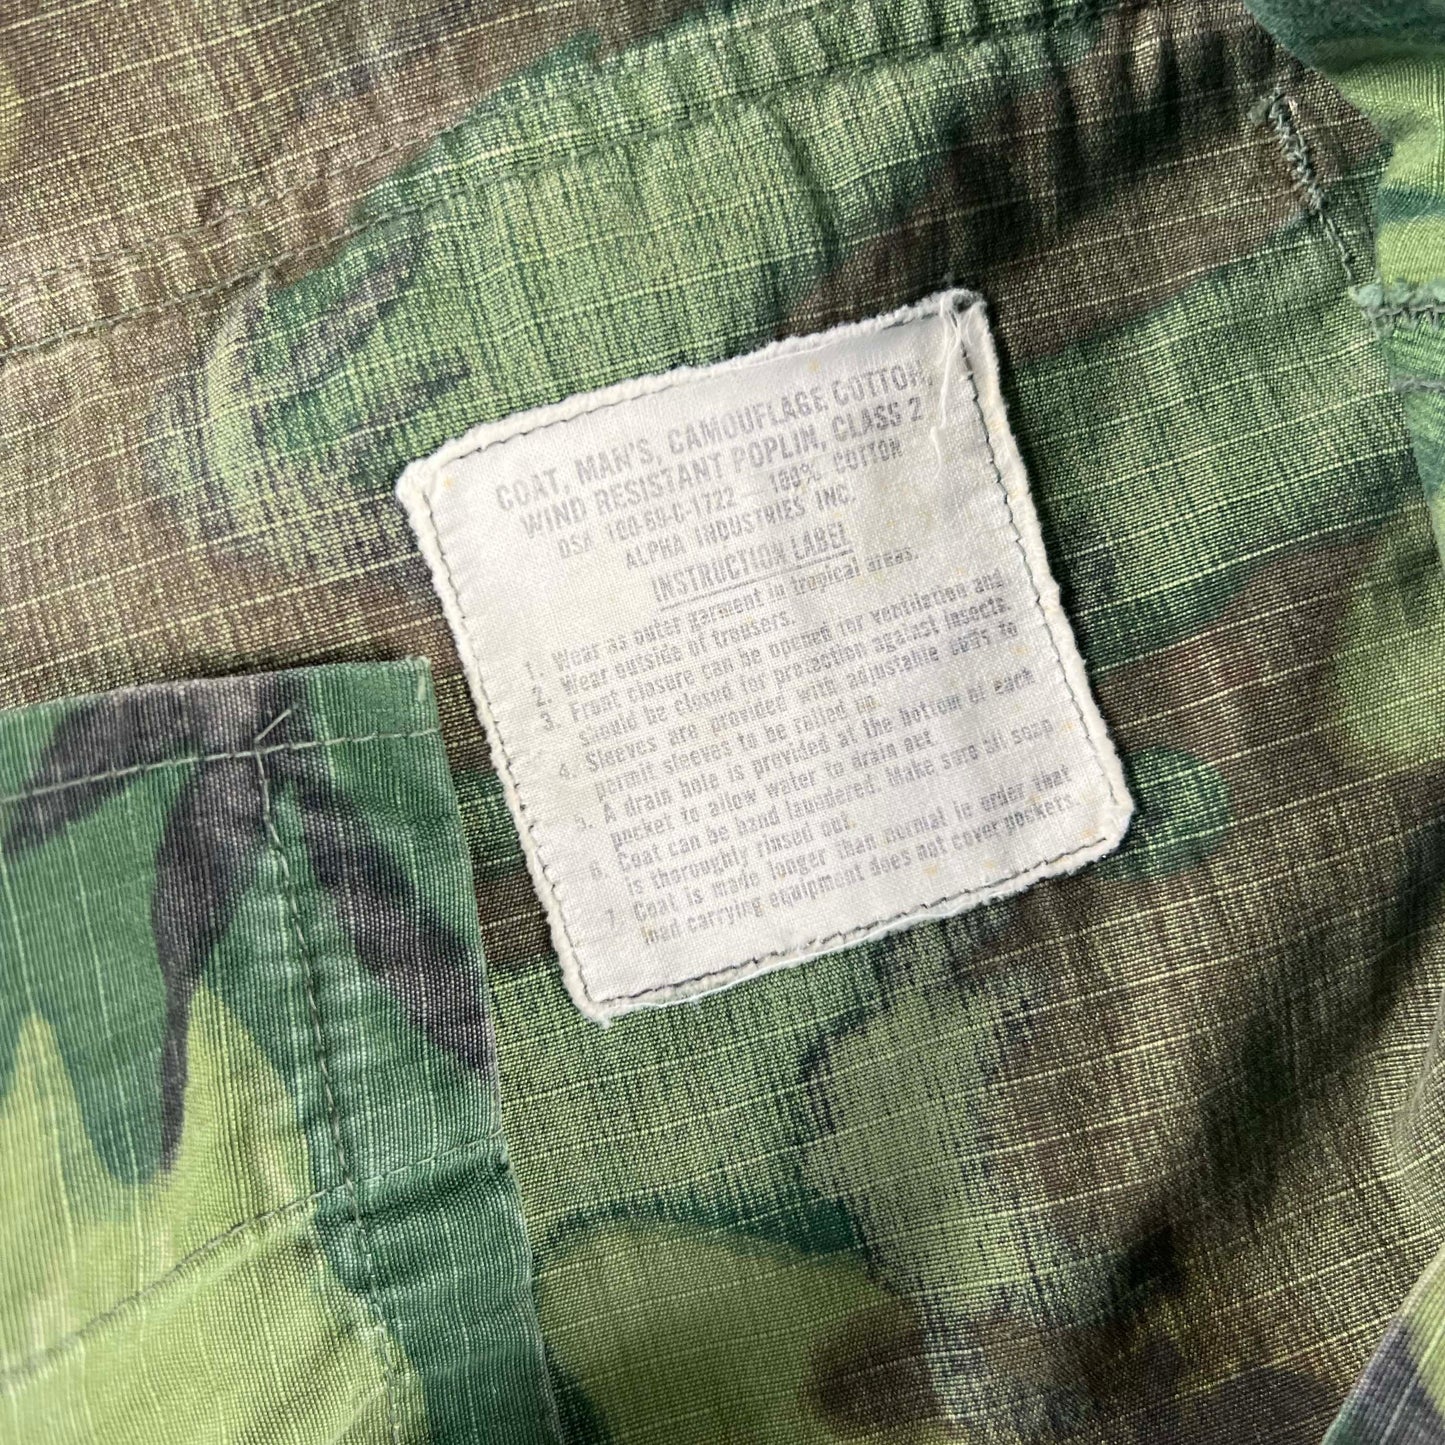 COAT, MAN'S, CAMOUFLAGE COTTON,
WIND RESISTANT POPLIN, CLASS 2
DSA 100-69-C-1722 — 100% COTTON
ALPHA INDUSTRIES INC.
INSTRUCTION LABEL
1. Wear as outer garment in tropical areas.
2. Wear outside of trousers.
3. Front closure can be opened for ventilation and
should be closed for protection against insects.
4. Sleeves are provided with adjustable cuffs to
permit sleeves to be rolled up.
5. A drain hole is provided at the bottom of each
pocket to allow water to drain out.
6. Coat can be hand laundered. Make sure all soap
is thoroughly rinsed out.
7. Coat is made longer than normal in order that
load carrying equipment does not cover pockets.